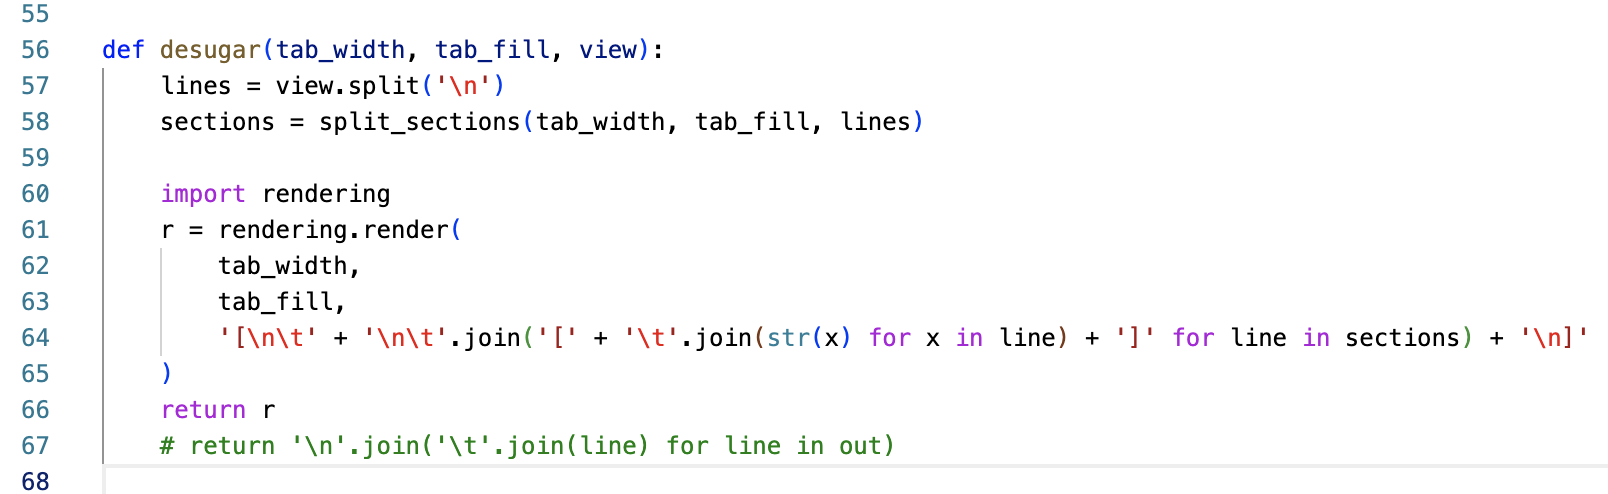 55
56 def desugar(tab_width, tab_fill, view):
57     lines = view.split('\n')
58     sections = split_sections(tab_width, tab_fill, lines)
59
60     import rendering
61     r = rendering.render(
62         tab_width,
63         tab_fill,
64         '[\n\t' + '\n\t'.join('[' + '\t'.join(str(x) for x in line) + ']' for line in sections) + '\n]'
65     )
66     return r
67     # return '\n'.join('\t'.join(line) for line in out)
68